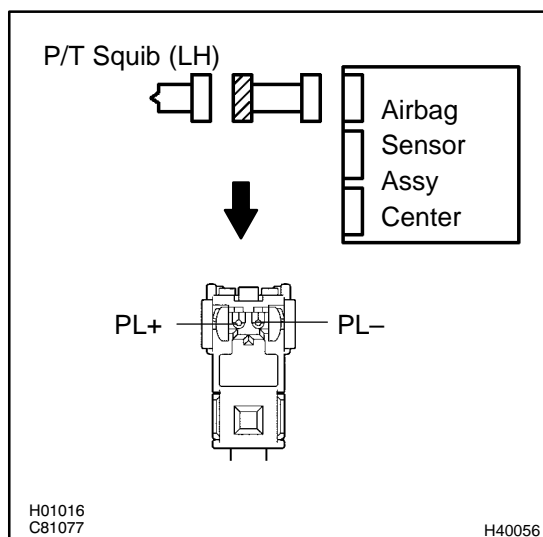 P/T Squib (LH)
Airbag
Sensor
Assy
Center
PL+
PL–
H01016
C81077
H40056